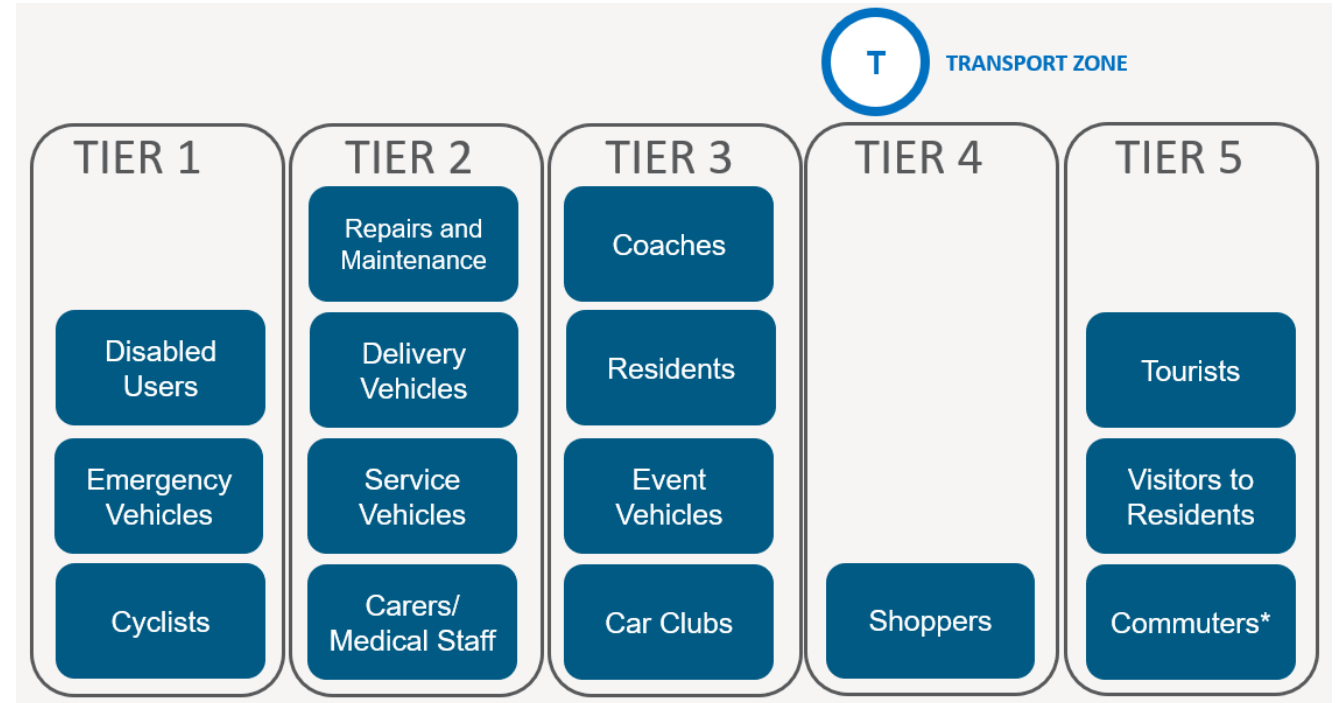 T
TRANSPORT ZONE
TIER 1
Disabled
Users
Emergency
Vehicles
Cyclists
TIER 2
Repairs and
Maintenance
Delivery
Vehicles
Service
Vehicles
Carers/
Medical Staff
TIER 3
Coaches
Residents
Event
Vehicles
Car Clubs
TIER 4
Shoppers
TIER 5
Tourists
Visitors to
Residents
Commuters*